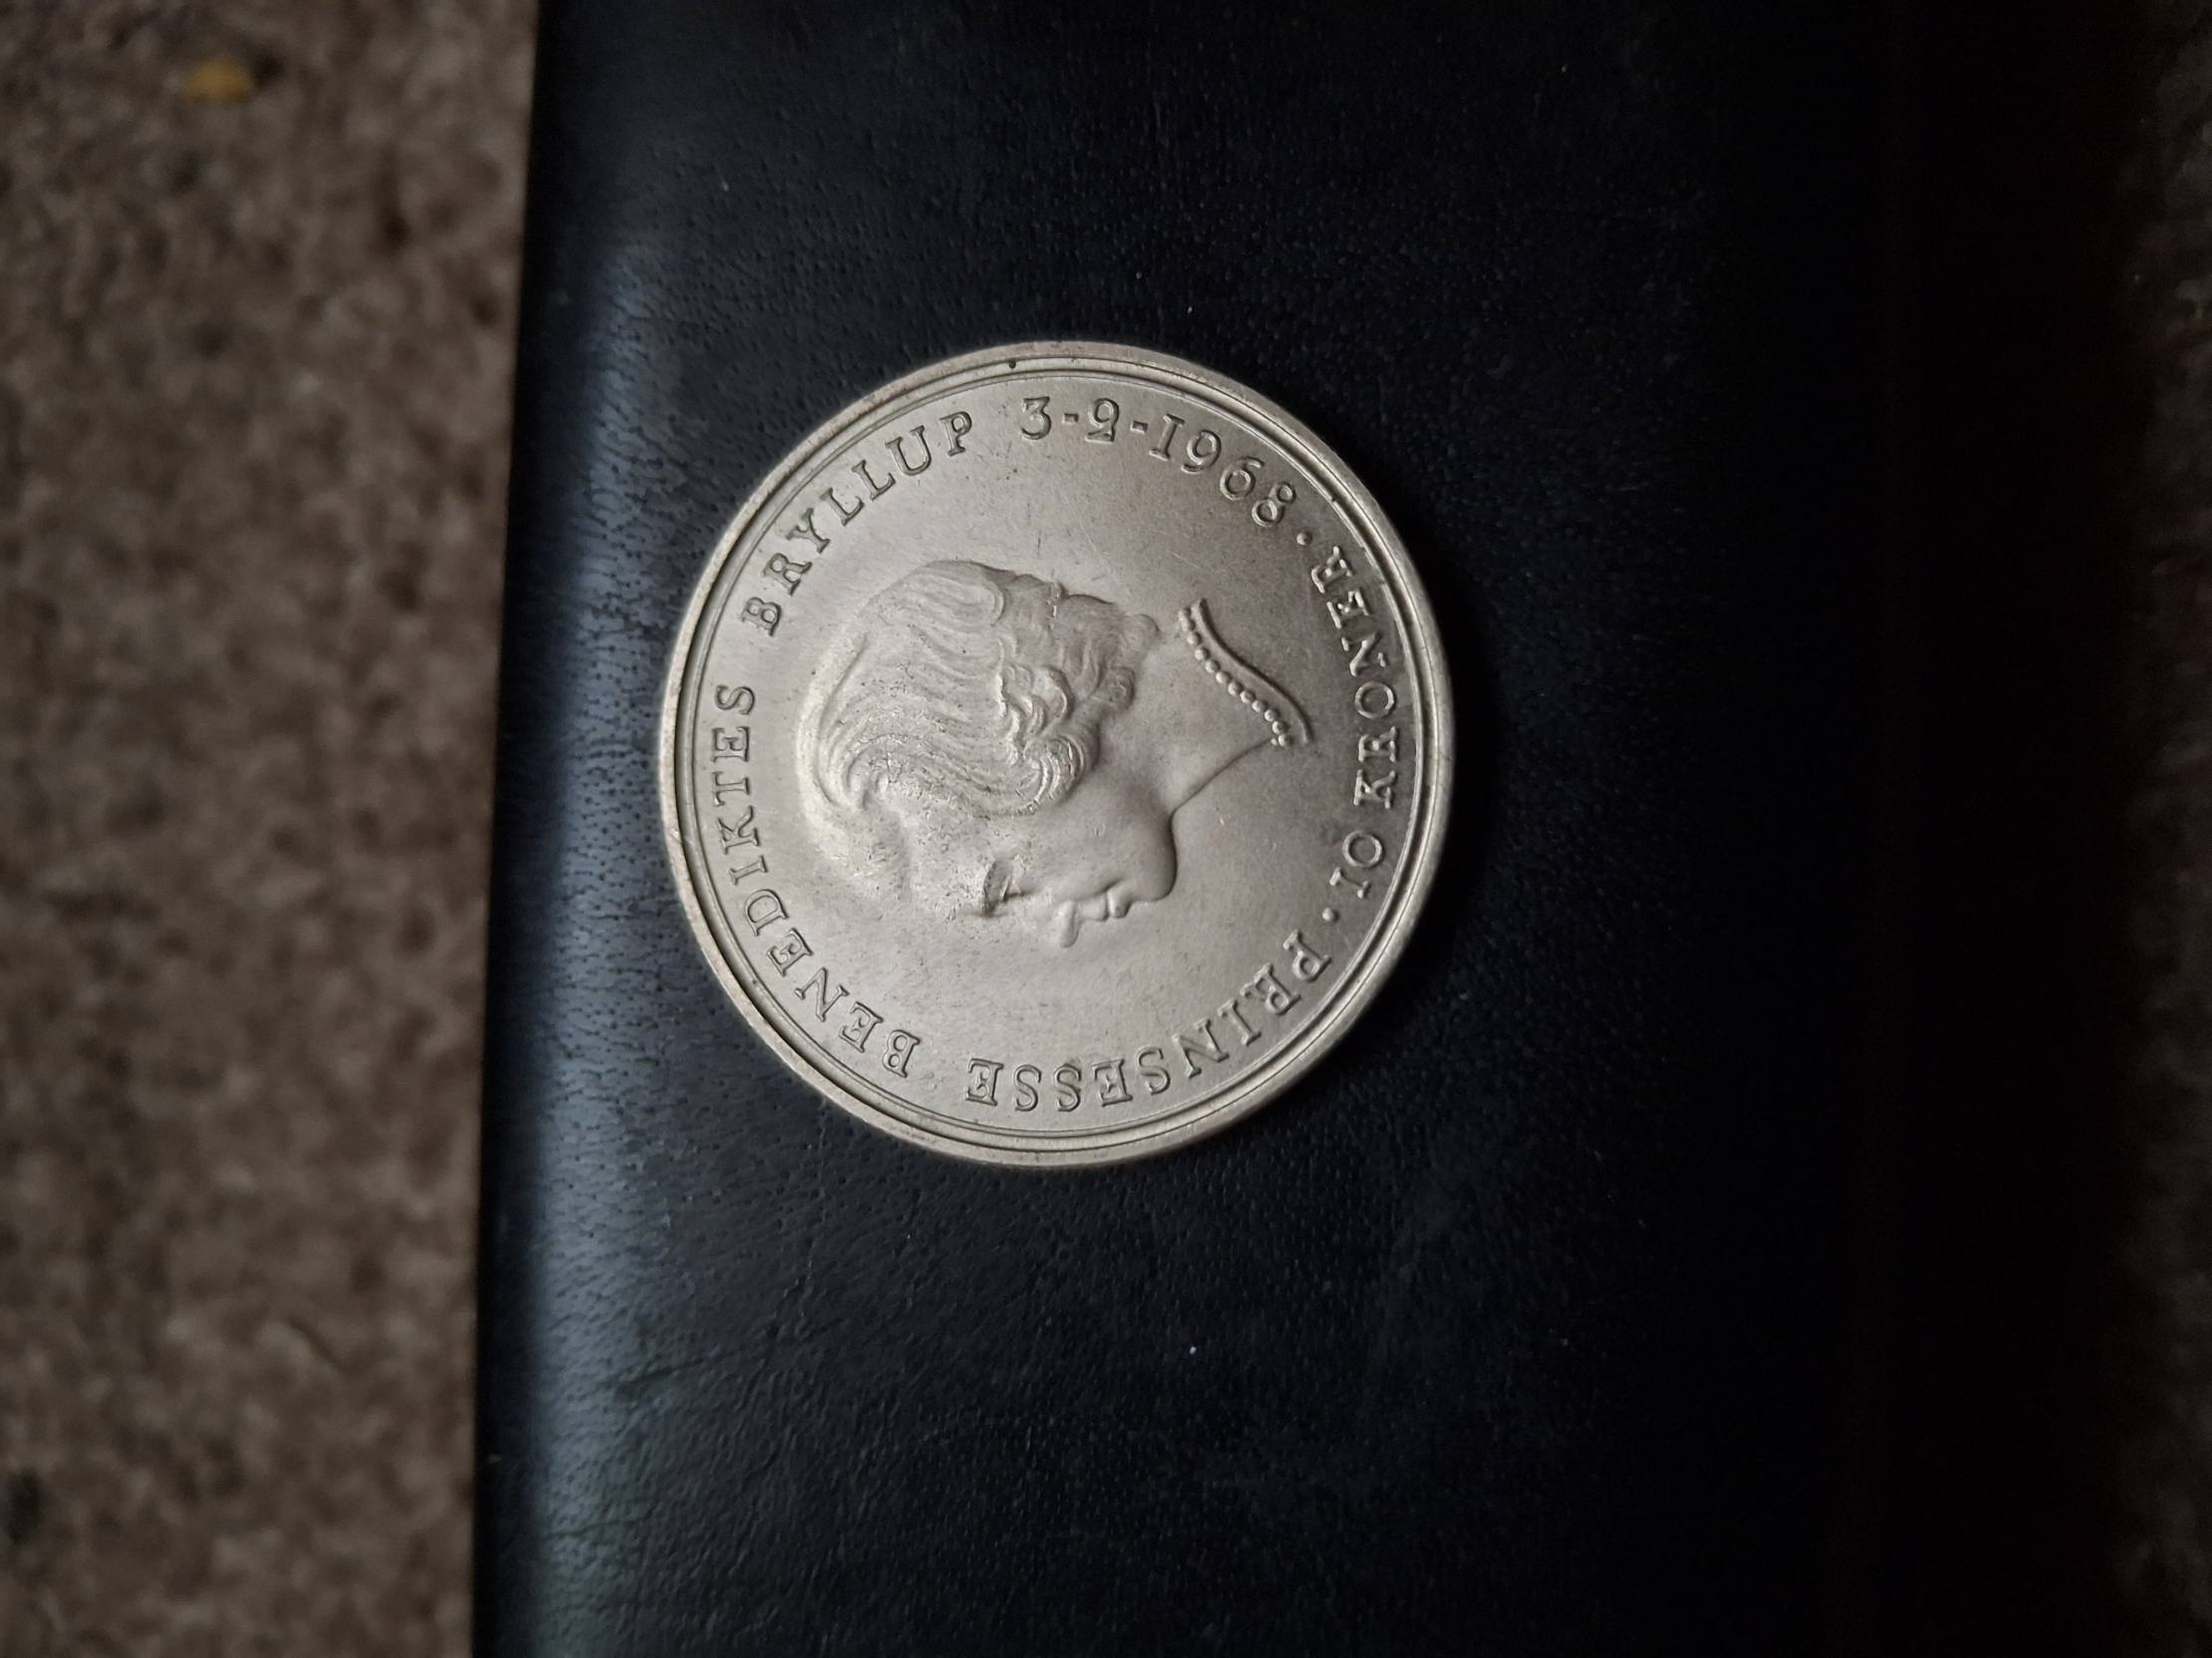 PRINSESSE BENEDIKTES BRYLLUP 3-2-1968 · 10 KRONER ·